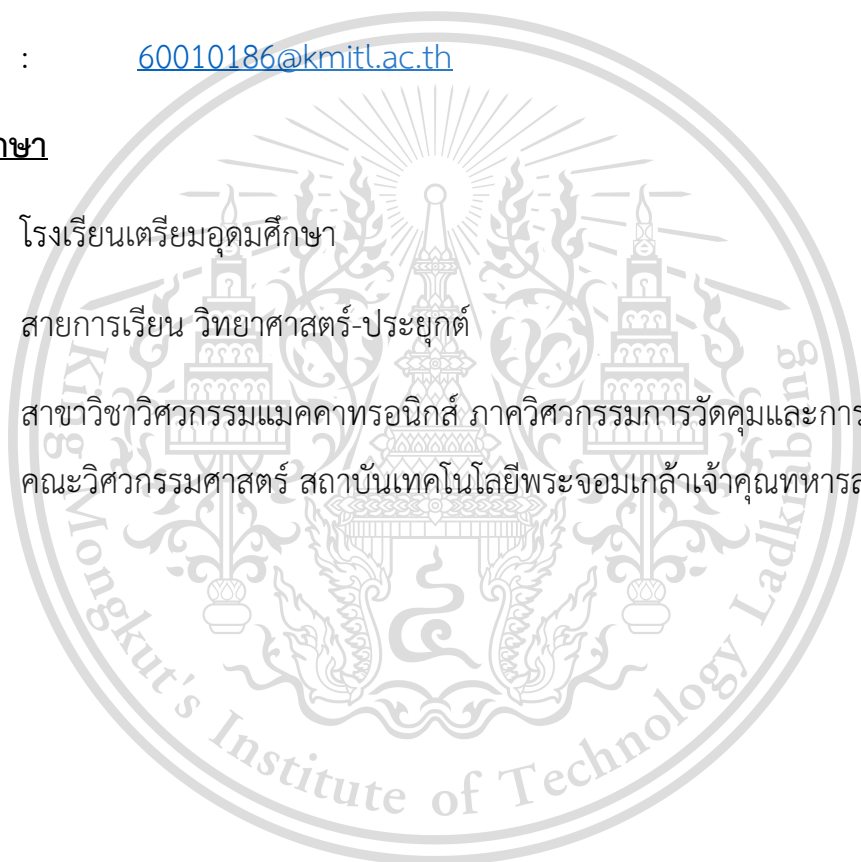 : 60010186@kmitl.ac.th
โรงเรียนเตรียมอุดมศึกษา
สายการเรียน วิทยาศาสตร์-ประยุกต์
สาขาวิชาวิศวกรรมแมคคาทรอนิกส์ ภาควิศวกรรมการวัดคุมและการ
คณะวิศวกรรมศาสตร์ สถาบันเทคโนโลยีพระจอมเกล้าเจ้าคุณทหาร
King Mongkut's Institute of Technology Ladkrabang